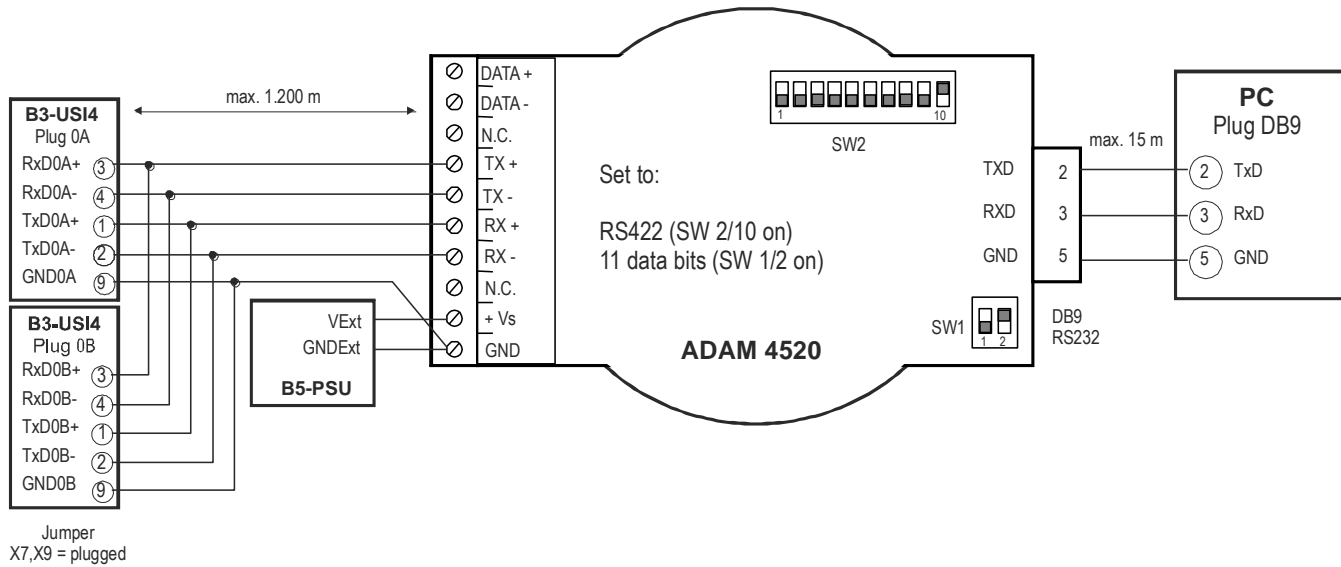 B3-USI4
Plug 0A
RxD0A+ 3
RxD0A- 4
TxD0A+ 1
TxD0A- 2
GND0A 9
B3-USI4
Plug 0B
RxD0B+ 3
RxD0B- 4
TxD0B+ 1
TxD0B- 2
GND0B 9
Jumper
X7,X9 = plugged
max. 1.200 m
VExt
GNDExt
B5-PSU
DATA +
DATA -
N.C.
TX +
TX -
RX +
RX -
N.C.
+ Vs
GND
1 10
SW2
Set to:
RS422 (SW 2/10 on)
11 data bits (SW 1/2 on)
ADAM 4520
SW1
1 2
TXD 2
RXD 3
GND 5
DB9
RS232
max. 15 m
PC
Plug DB9
2 TxD
3 RxD
5 GND